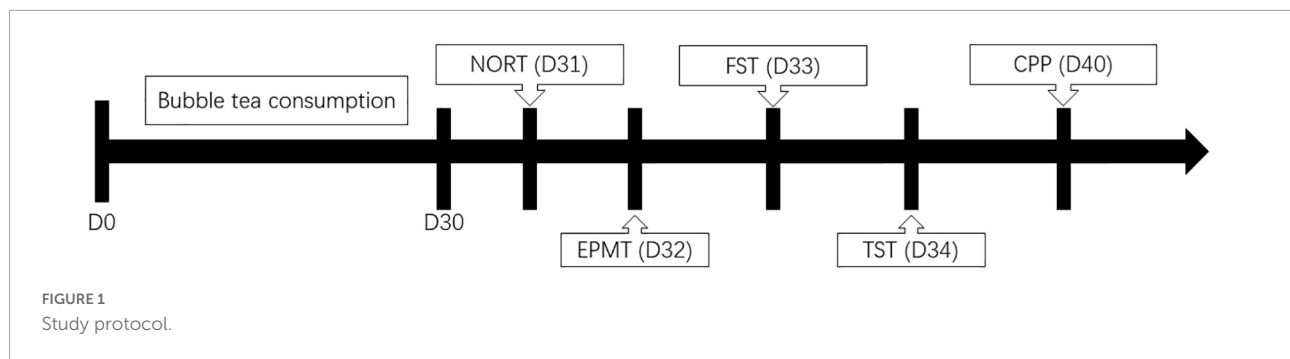 NORT (D31)
FST (D33)
CPP (D40)
Bubble tea consumption
D0
D30
EPMT (D32)
TST (D34)
FIGURE 1
Study protocol.